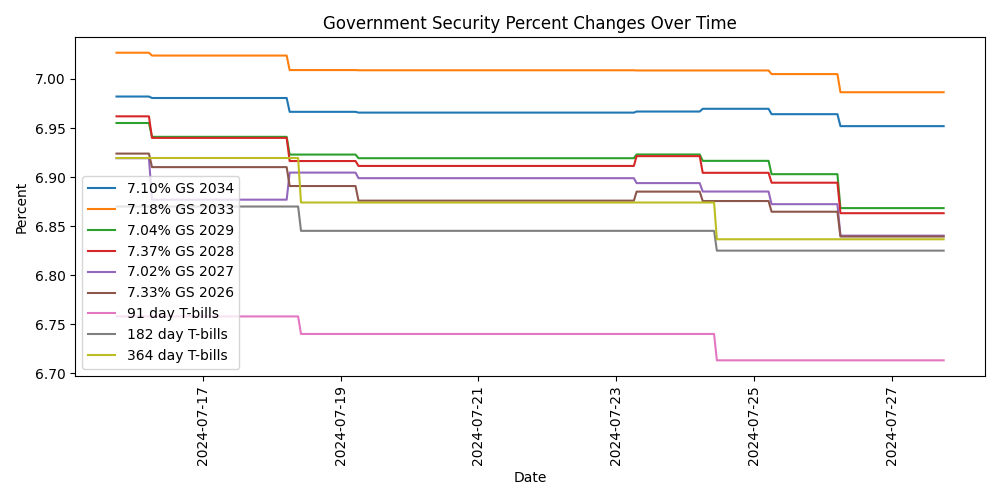 Government Security Percent Changes Over Time
Percent
7.00
6.95
6.90
6.85
6.80
6.75
6.70
7.10% GS 2034
7.18% GS 2033
7.04% GS 2029
7.37% GS 2028
7.02% GS 2027
7.33% GS 2026
91 day T-bills
182 day T-bills
364 day T-bills
2024-07-17
2024-07-19
2024-07-21
2024-07-23
2024-07-25
2024-07-27
Date